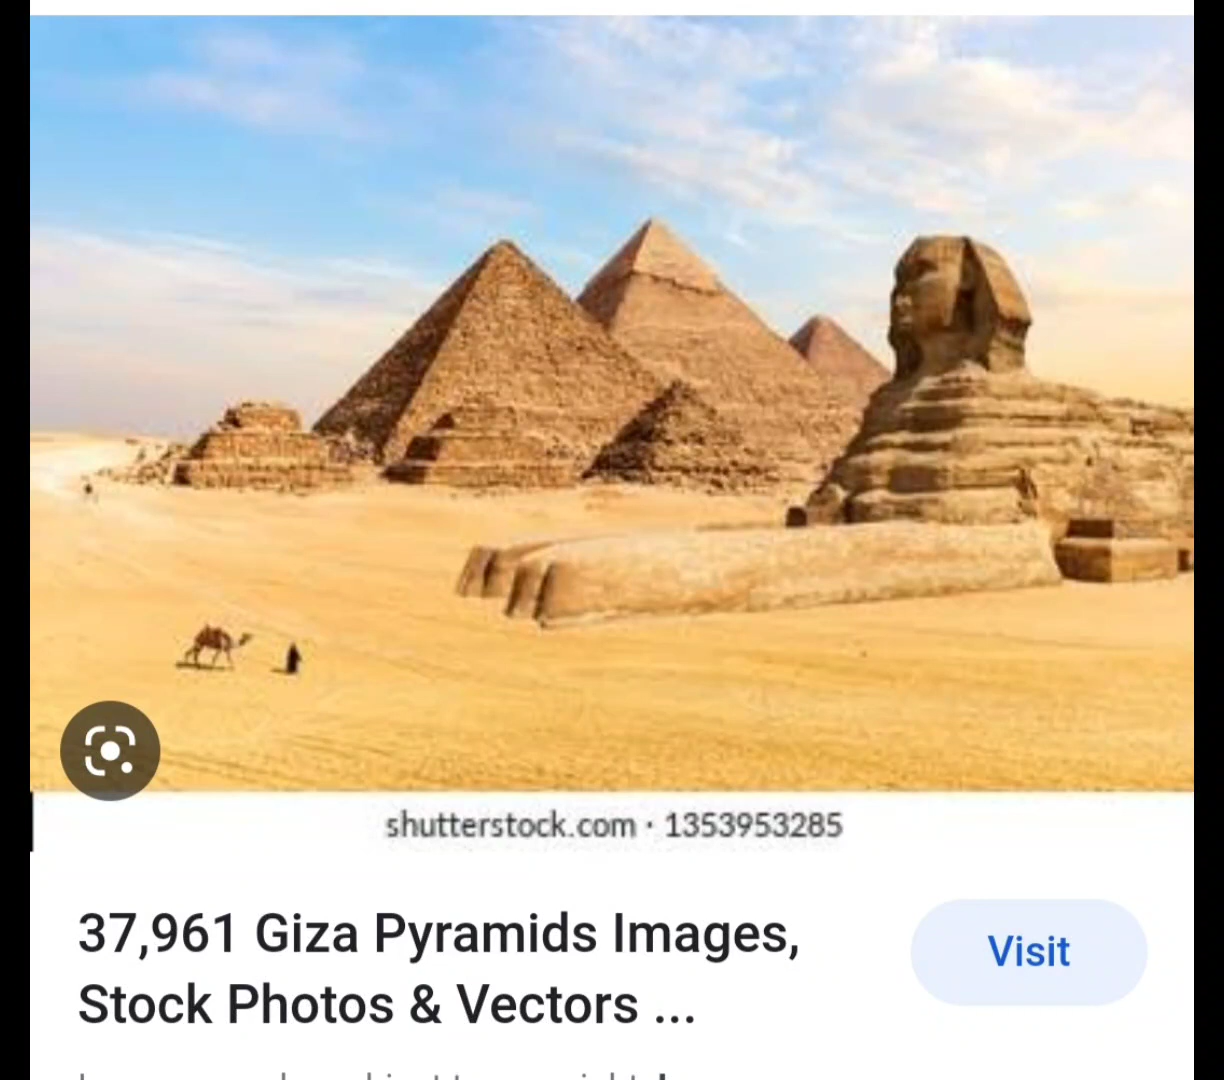 shutterstock.com · 1353953285
37,961 Giza Pyramids Images,
Visit
Stock Photos & Vectors ...